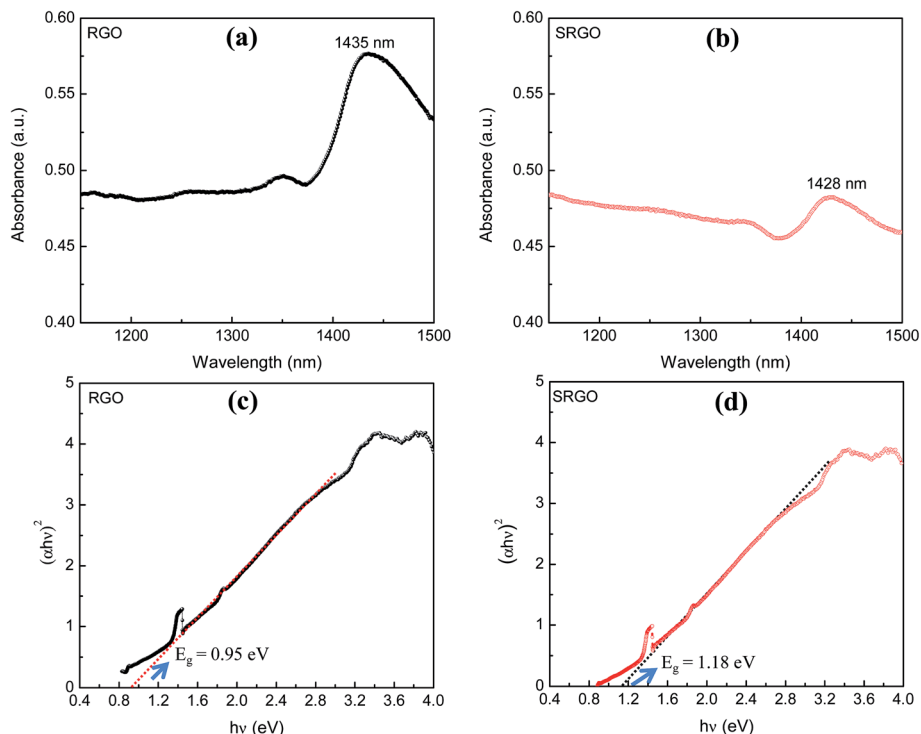 RGO
(a)
1435 nm
0.60
0.55
0.50
0.45
0.40
Absorbance (a.u.)
1200
1300
1400
1500
Wavelength (nm)
SRGO
(b)
1428 nm
0.60
0.55
0.50
0.45
0.40
Absorbance (a.u.)
1200
1300
1400
1500
Wavelength (nm)
RGO
(c)
5
4
3
2
1
0
(αhν)²
E₉ = 0.95 eV
0.4
0.8
1.2
1.6
2.0
2.4
2.8
3.2
3.6
4.0
hν (eV)
SRGO
(d)
5
4
3
2
1
0
(αhν)²
E₉ = 1.18 eV
0.4
0.8
1.2
1.6
2.0
2.4
2.8
3.2
3.6
4.0
hν (eV)